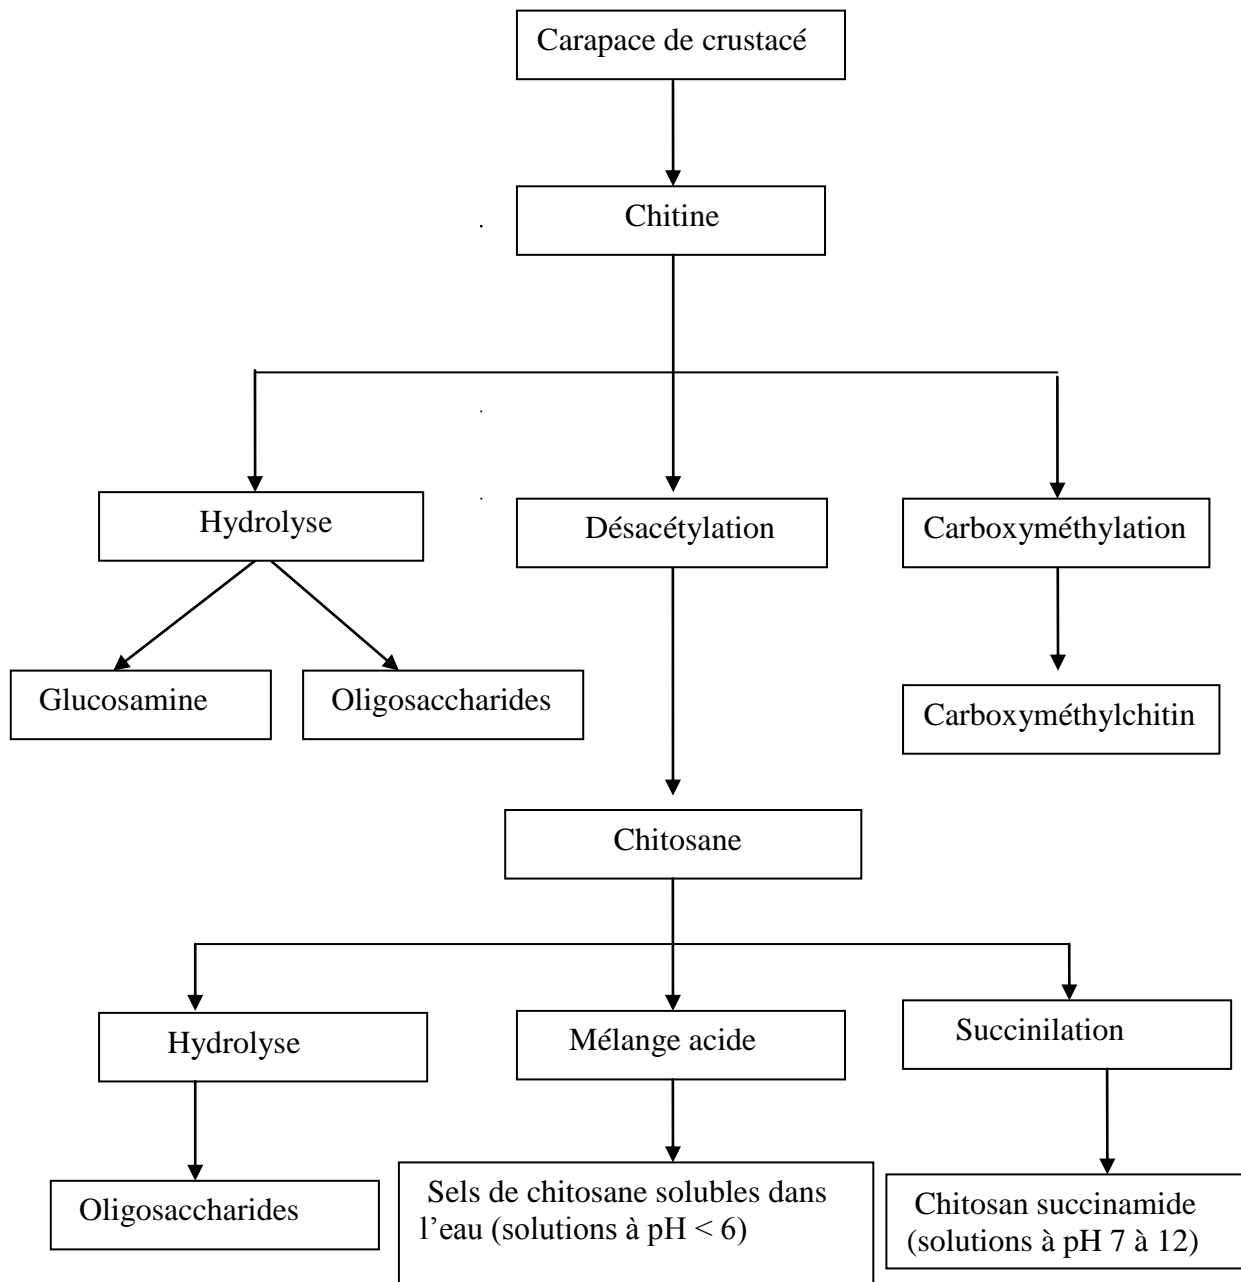 Carapace de crustacé
Chitine
Hydrolyse
Désacétylation
Carboxyméthylation
Glucosamine
Oligosaccharides
Carboxyméthylchitin
Chitosane
Hydrolyse
Mélange acide
Succinilation
Oligosaccharides
Sels de chitosane solubles dans
l’eau (solutions à pH < 6)
Chitosan succinamide
(solutions à pH 7 à 12)